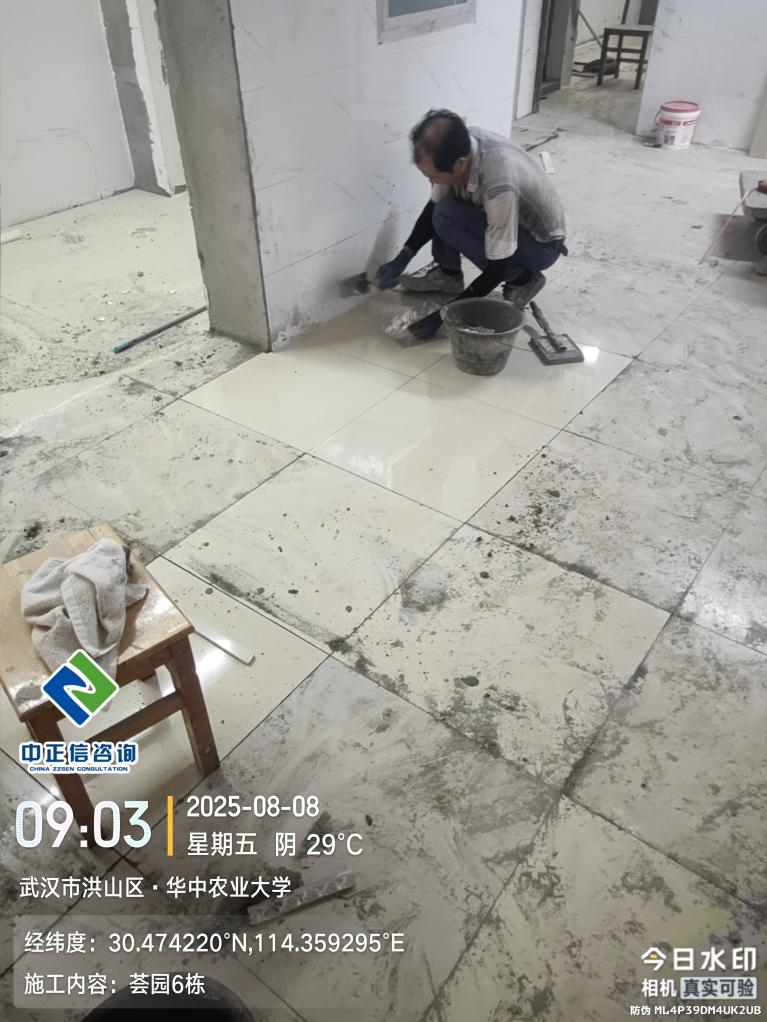 中正信咨询
CHINA ZZSEN CONSULTATION
09:03
2025-08-08
星期五 阴 29℃
武汉市洪山区·华中农业大学
经纬度：30.474220°N,114.359295°E
施工内容：荟园6栋
今日水印
相机 真实可验
防伪 ML4P39DM4UK2UB